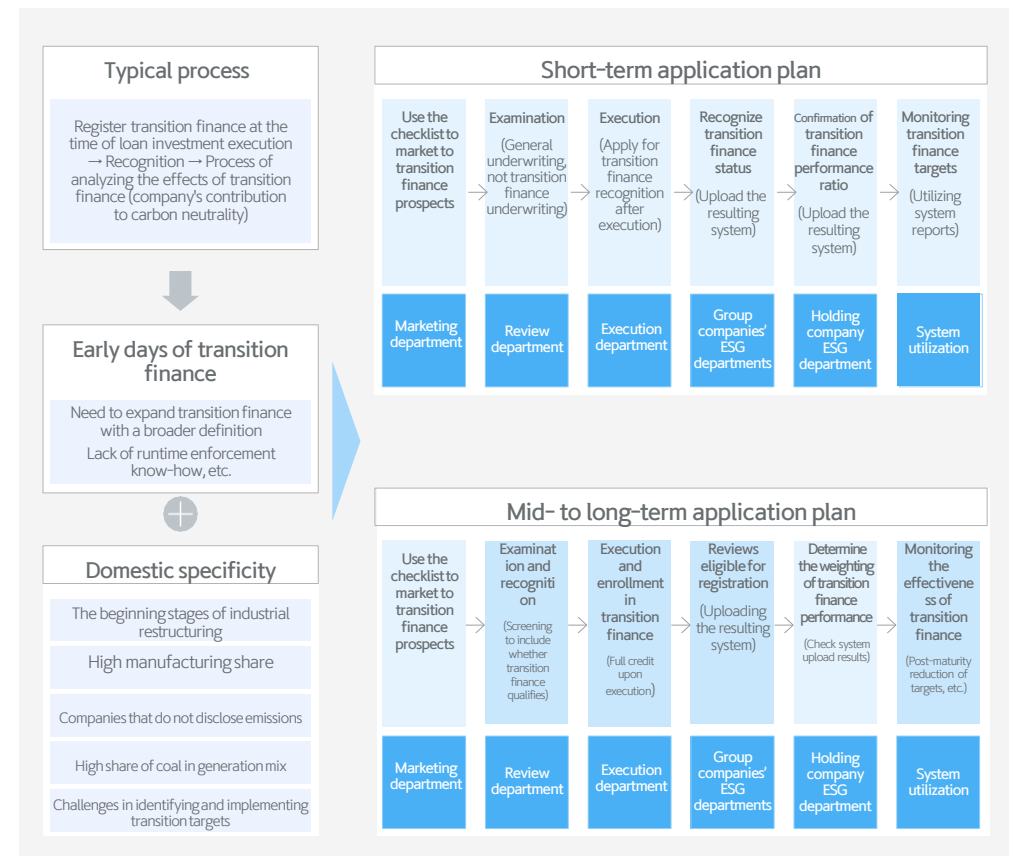 Typical process
Register transition finance at the
time of loan investment execution
→ Recognition → Process of
analyzing the effects of transition
finance (company's contribution
to carbon neutrality)
Early days of transition
finance
Need to expand transition finance
with a broader definition
Lack of runtime enforcement
know-how, etc.
Domestic specificity
The beginning stages of industrial
restructuring
High manufacturing share
Companies that do not disclose emissions
High share of coal in generation mix
Challenges in identifying and implementing
transition targets
Short-term application plan
Use the
checklist to
market to
transition
finance
prospects
Examination
(General
underwriting,
not transition
finance
underwriting)
Execution
(Apply for
transition
finance
recognition
after
execution)
Recognize
transition
finance
status
(Upload the
resulting
system)
Confirmation of
transition
finance
performance
ratio
(Upload the
resulting
system)
Monitoring
transition
finance
targets
(Utilizing
system
reports)
Marketing
department
Review
department
Execution
department
Group
companies'
ESG
departments
Holding
company
ESG
department
System
utilization
Mid- to long-term application plan
Use the
checklist to
market to
transition
finance
prospects
Examinat
ion and
recogniti
on
(Screening
to include
whether
transition
finance
qualifies)
Execution
and
enrollment
in
transition
finance
(Full credit
upon
execution)
Reviews
eligible for
registration
(Uploading
the resulting
system)
Determine
the weighting
of transition
finance
performance
(Check system
upload results)
Monitoring
the
effectivene
ss of
transition
finance
(Post-maturity
reduction of
targets, etc.)
Marketing
department
Review
department
Execution
department
Group
companies'
ESG
departments
Holding
company
ESG
department
System
utilization